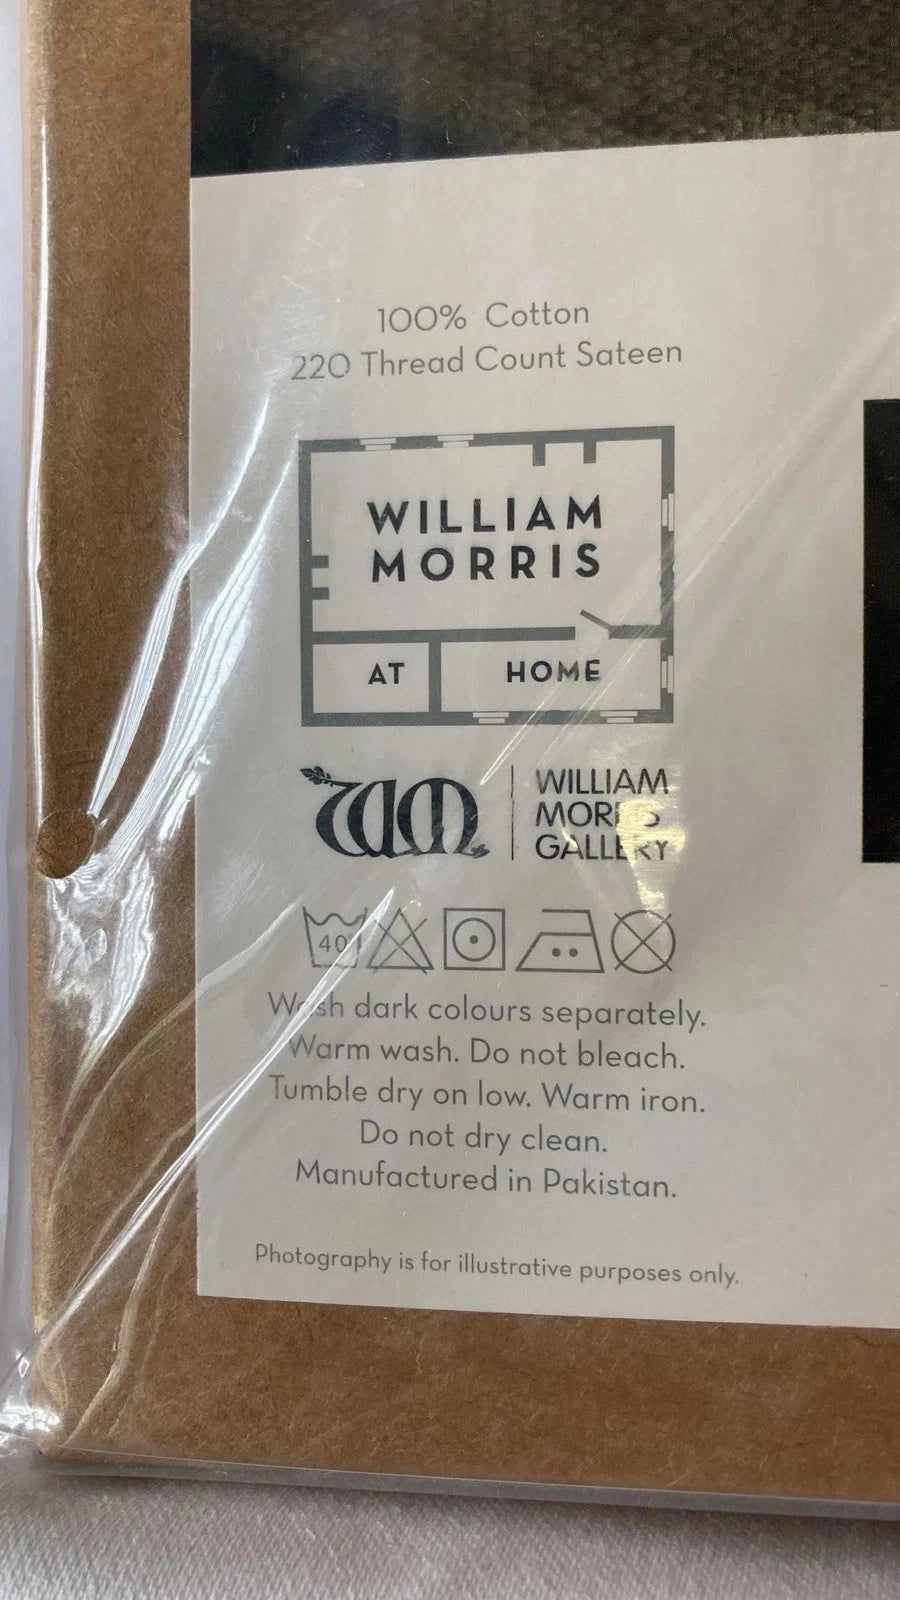 100% Cotton
220 Thread Count Sateen
WILLIAM
MORRIS
AT HOME
WM
WILLIAM
MORRIS
GALLERY
40
Wash dark colours separately.
Warm wash. Do not bleach.
Tumble dry on low. Warm iron.
Do not dry clean.
Manufactured in Pakistan.
Photography is for illustrative purposes only.